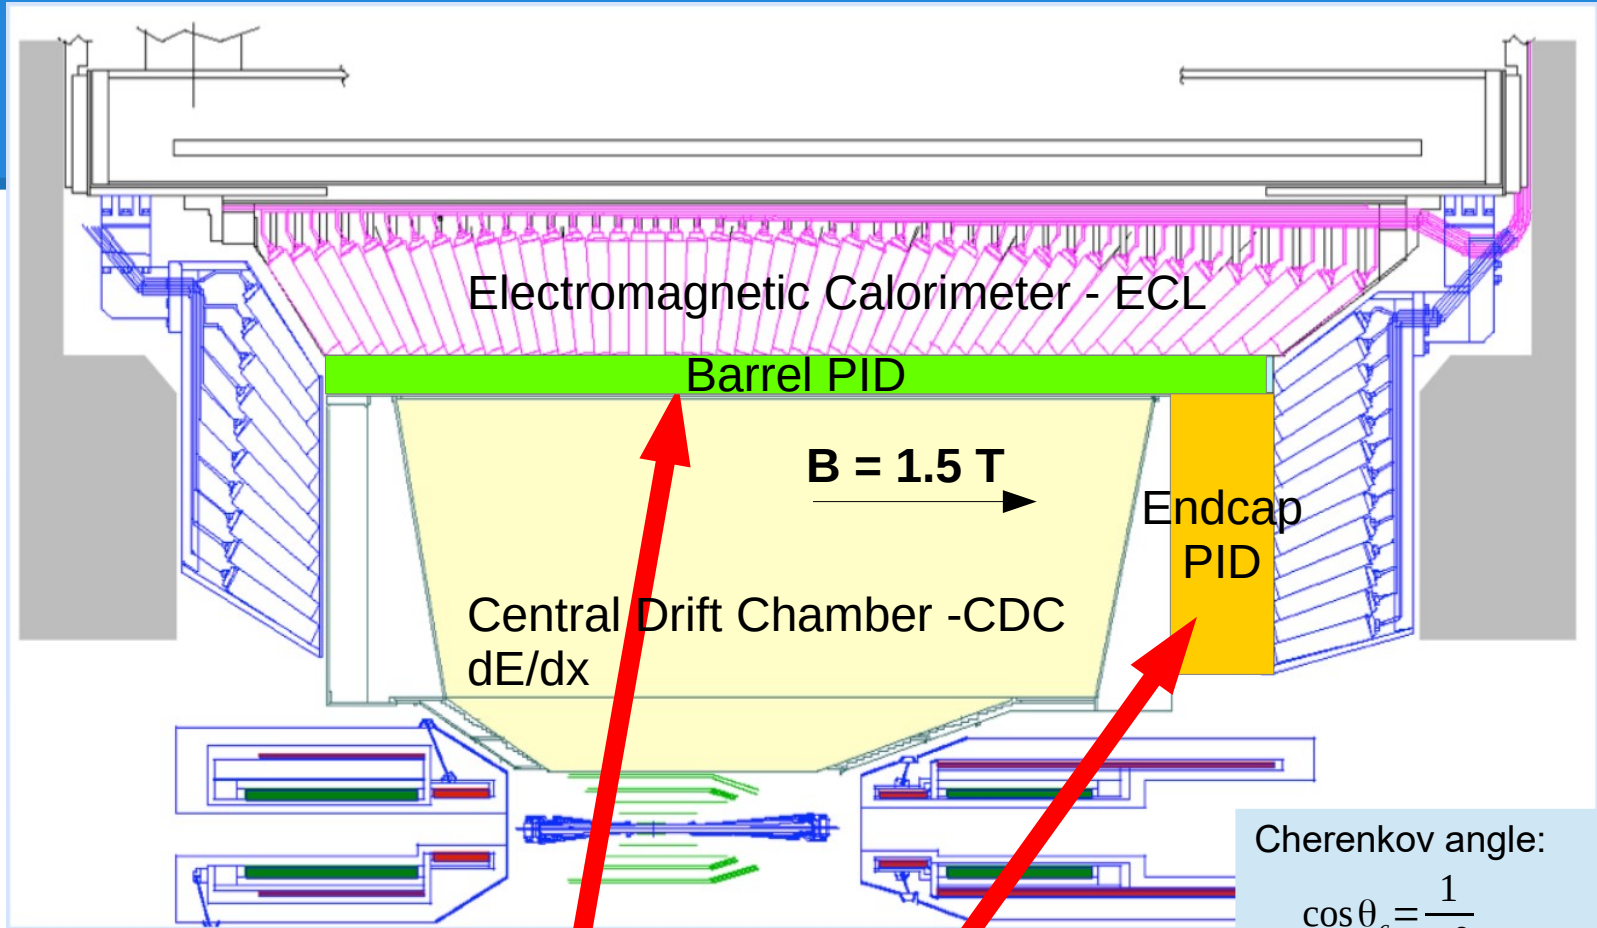 Electromagnetic Calorimeter - ECL
Barrel PID
B = 1.5 T
Endcap
PID
Central Drift Chamber -CDC
dE/dx
Cherenkov angle:
cos θc = 1